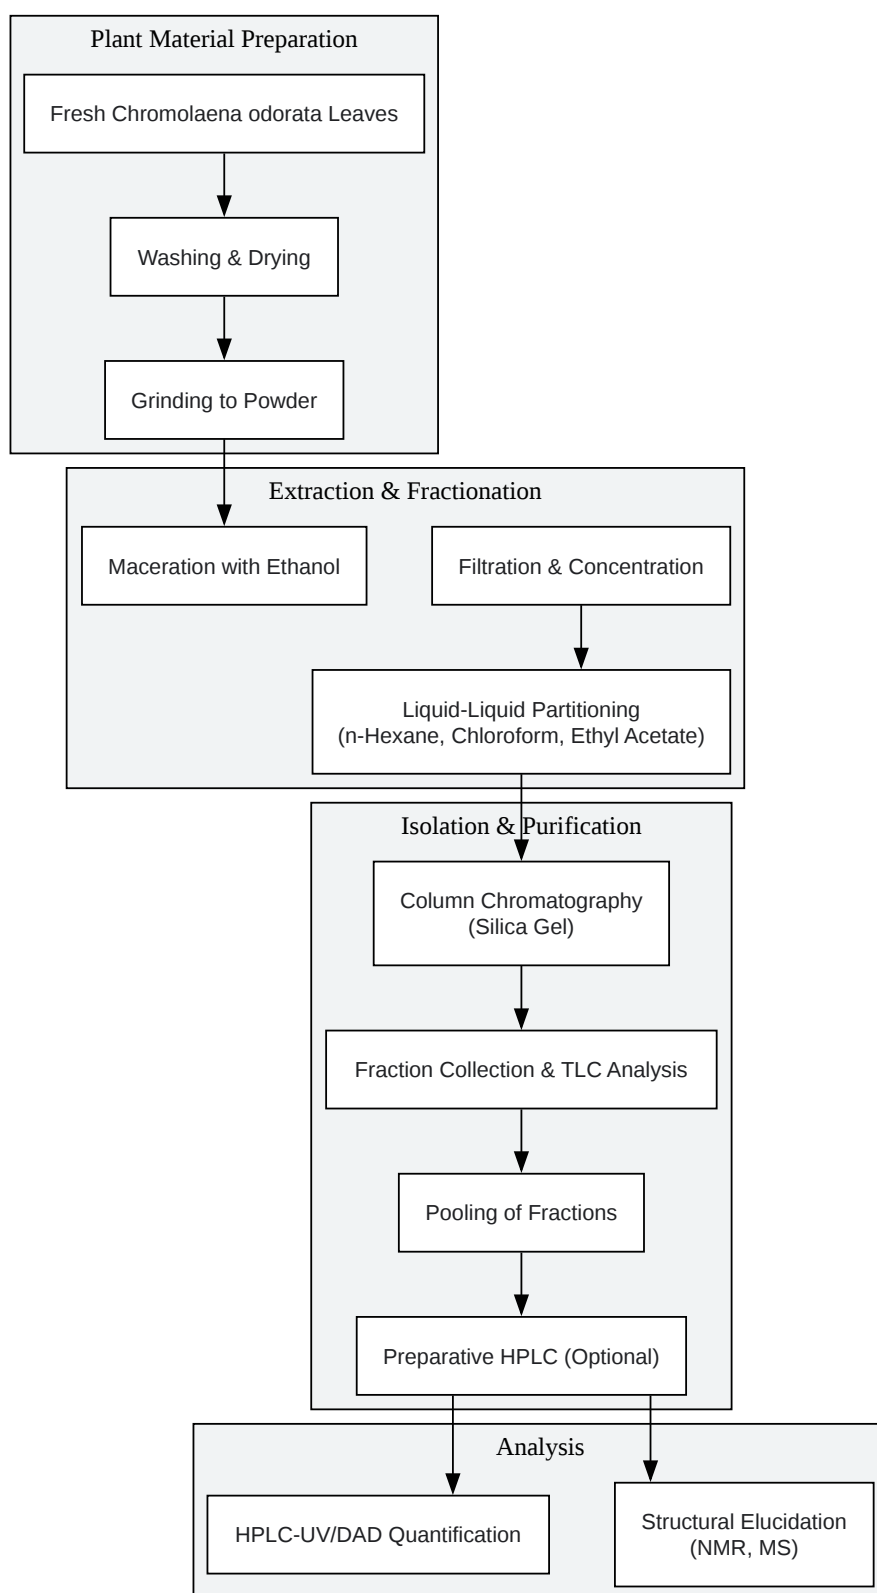 Plant Material Preparation
Fresh Chromolaena odorata Leaves
Washing & Drying
Grinding to Powder
Extraction & Fractionation
Maceration with Ethanol
Filtration & Concentration
Liquid-Liquid Partitioning
(n-Hexane, Chloroform, Ethyl Acetate)
Isolation & Purification
Column Chromatography
(Silica Gel)
Fraction Collection & TLC Analysis
Pooling of Fractions
Preparative HPLC (Optional)
Analysis
HPLC-UV/DAD Quantification
Structural Elucidation
(NMR, MS)